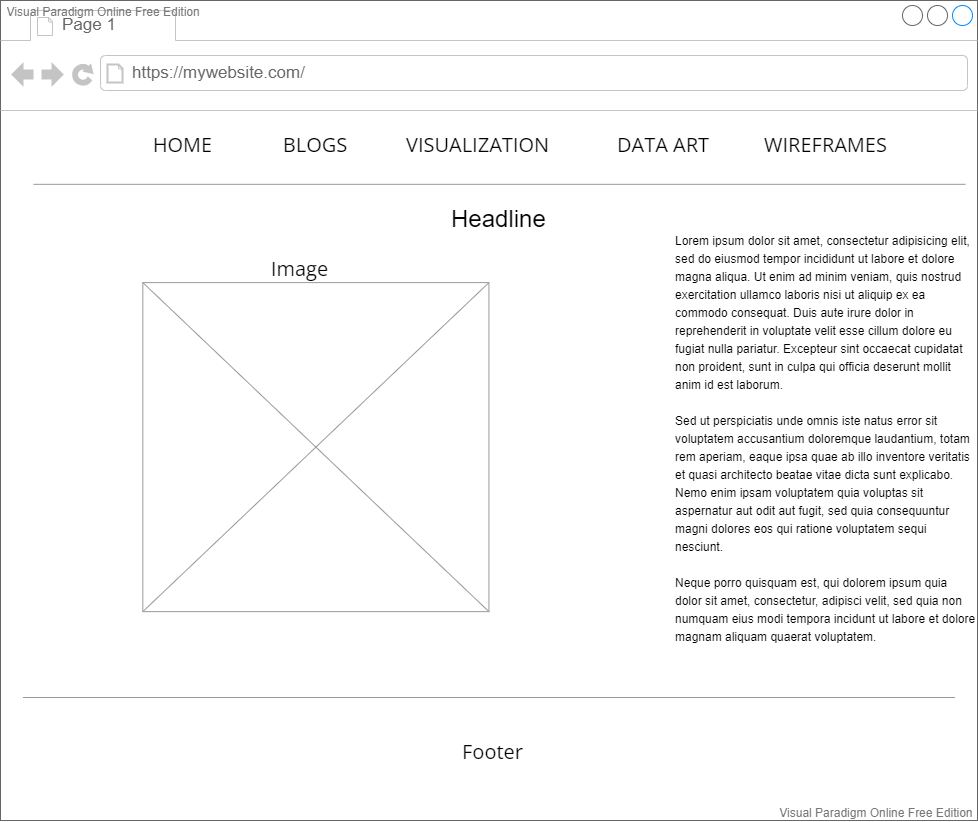 Visual Paradigm Online Free Edition
Page 1
https://mywebsite.com/
HOME BLOGS VISUALIZATION DATA ART WIREFRAMES
Headline
Image
Lorem ipsum dolor sit amet, consectetur adipisicing elit,
sed do eiusmod tempor incididunt ut labore et dolore
magna aliqua. Ut enim ad minim veniam, quis nostrud
exercitation ullamco laboris nisi ut aliquip ex ea
commodo consequat. Duis aute irure dolor in
reprehenderit in voluptate velit esse cillum dolore eu
fugiat nulla pariatur. Excepteur sint occaecat cupidatat
non proident, sunt in culpa qui officia deserunt mollit
anim id est laborum.
Sed ut perspiciatis unde omnis iste natus error sit
voluptatem accusantium doloremque laudantium, totam
rem aperiam, eaque ipsa quae ab illo inventore veritatis
et quasi architecto beatae vitae dicta sunt explicabo.
Nemo enim ipsam voluptatem quia voluptas sit
aspernatur aut odit aut fugit, sed quia consequuntur
magni dolores eos qui ratione voluptatem sequi
nesciunt.
Neque porro quisquam est, qui dolorem ipsum quia
dolor sit amet, consectetur, adipisci velit, sed quia non
numquam eius modi tempora incidunt ut labore et dolore
magnam aliquam quaerat voluptatem.
Footer
Visual Paradigm Online Free Edition